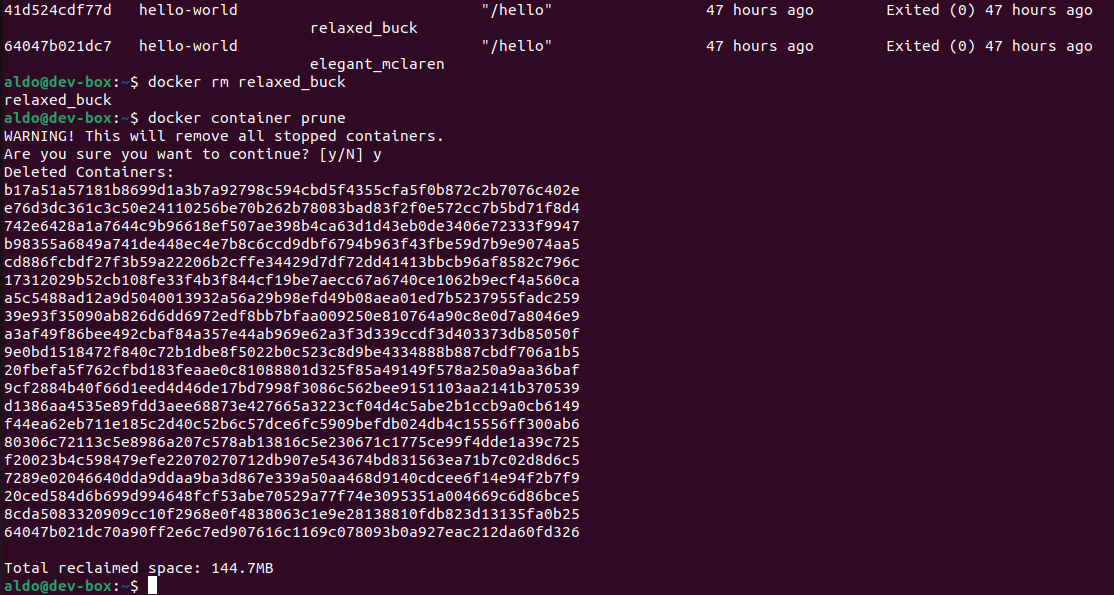 41d524cdf77d   hello-world                           "/hello"                 47 hours ago        Exited (0) 47 hours ago
relaxed_buck
64047b021dc7   hello-world                           "/hello"                 47 hours ago        Exited (0) 47 hours ago
elegant_mclaren
aldo@dev-box:~$ docker rm relaxed_buck
relaxed_buck
aldo@dev-box:~$ docker container prune
WARNING! This will remove all stopped containers.
Are you sure you want to continue? [y/N] y
Deleted Containers:
b17a51a57181b8699d1a3b7a92798c594cbd5f4355cfa5f0b872c2b7076c402e
e76d3dc361c3c50e24110256be70b262b78083bad83f2f0e572cc7b5bd71f8d4
742e6428a1a7644c9b96618ef507ae398b4ca63d1d43eb0de3406e72333f9947
b98355a6849a741de448ec4e7b8c6ccd9dbf6794b963f43fbe59d7b9e9074aa5
cd886fcbdf27f3b59a22206b2cffe34429d7df72dd41413bbcb96af8582c796c
17312029b52cb108fe33f4b3f844cf19be7aecc67a6740ce1062b9ecf4a560ca
a5c5488ad12a9d5040013932a56a29b98efd49b08aea01ed7b5237955fadc259
39e93f35090ab826d6dd6972edf8bb7bfaa009250e810764a90c8e0d7a8046e9
a3af49f86bee492cbaf84a357e44ab969e62a3f3d339ccdf3d403373db85050f
9e0bd1518472f840c72b1dbe8f5022b0c523c8d9be4334888b887cbdf706a1b5
20fbefa5f762cfbd183feaae0c81088801d325f85a49149f578a250a9aa36baf
9cf2884b40f66d1eed4d46de17bd7998f3086c562bee9151103aa2141b370539
d1386aa4535e89fdd3aee68873e427665a3223cf04d4c5abe2b1ccb9a0cb6149
f44ea62eb711e185c2d40c52b6c57dce6fc5909befdb024db4c15556ff300ab6
80306c72113c5e8986a207c578ab13816c5e230671c1775ce99f4dde1a39c725
f20023b4c598479efe22070270712db907e543674bd831563ea71b7c02d8d6c5
7289e02046640dda9ddaa9ba3d867e339a50aa468d9140cdcee6f14e94f2b7f9
20ced584d6b699d994648fcf53abe70529a77f74e3095351a004669c6d86bce5
8cda5083320909cc10f2968e0f4838063c1e9e28138810fdb823d13135fa0b25
64047b021dc70a90ff2e6c7ed907616c1169c078093b0a927eac212da60fd326
Total reclaimed space: 144.7MB
aldo@dev-box:~$